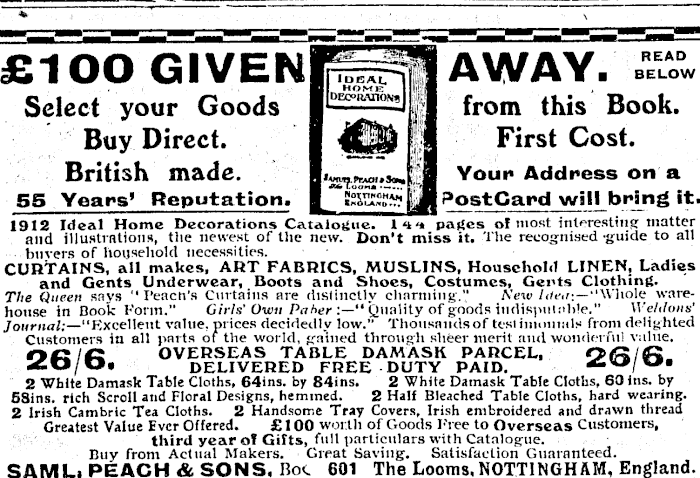 £100 GIVEN AWAY.
READ
BELOW
Select your Goods from this Book.
Buy Direct. First Cost.
British made. Your Address on a
55 Years' Reputation. PostCard will bring it.
IDEAL
HOME
DECORATIONS
SAMUEL PEACH & SONS
The Looms
NOTTINGHAM
ENGLAND
1912 Ideal Home Decorations Catalogue. 144 pages of most interesting matter
and illustrations, the newest of the new. Don't miss it. The recognised guide to all
buyers of household necessities.
CURTAINS, all makes, ART FABRICS, MUSLINS, Household LINEN, Ladies
and Gents Underwear, Boots and Shoes, Costumes, Gents Clothing.
The Queen says "Peach's Curtains are distinctly charming." New Idea:—"Whole ware-
house in Book Form." Girls' Own Paper:—"Quality of goods indisputable." Weldons'
Journal:—"Excellent value, prices decidedly low." Thousands of testimonials from delighted
Customers in all parts of the world, gained through sheer merit and wonderful value.
26/6. OVERSEAS TABLE DAMASK PARCEL, 26/6.
DELIVERED FREE DUTY PAID.
2 White Damask Table Cloths, 64ins. by 84ins. 2 White Damask Table Cloths, 60 ins. by
58ins. rich Scroll and Floral Designs, hemmed. 2 Half Bleached Table Cloths, hard wearing.
2 Irish Cambric Tea Cloths. 2 Handsome Tray Covers, Irish embroidered and drawn thread
Greatest Value Ever Offered. £100 worth of Goods Free to Overseas Customers,
third year of Gifts, full particulars with Catalogue.
Buy from Actual Makers. Great Saving. Satisfaction Guaranteed.
SAML, PEACH & SONS, Box 601 The Looms, NOTTINGHAM, England.